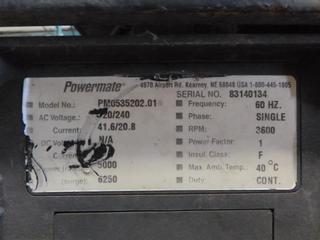 Powermate 4970 Airport Rd. Kearney, NE 68848 USA 1-800-445-1805
SERIAL NO. 83140134
Model No.: PM0535202.01 Frequency: 60 HZ.
AC Voltage: 120/240 Phase: SINGLE
Current: 41.6/20.8 RPM: 3600
DC Vol N/A Power Factor: 1
5000 Insul. Class: F
6250 Max. Amb. Temp.: 40°C
Duty: CONT.